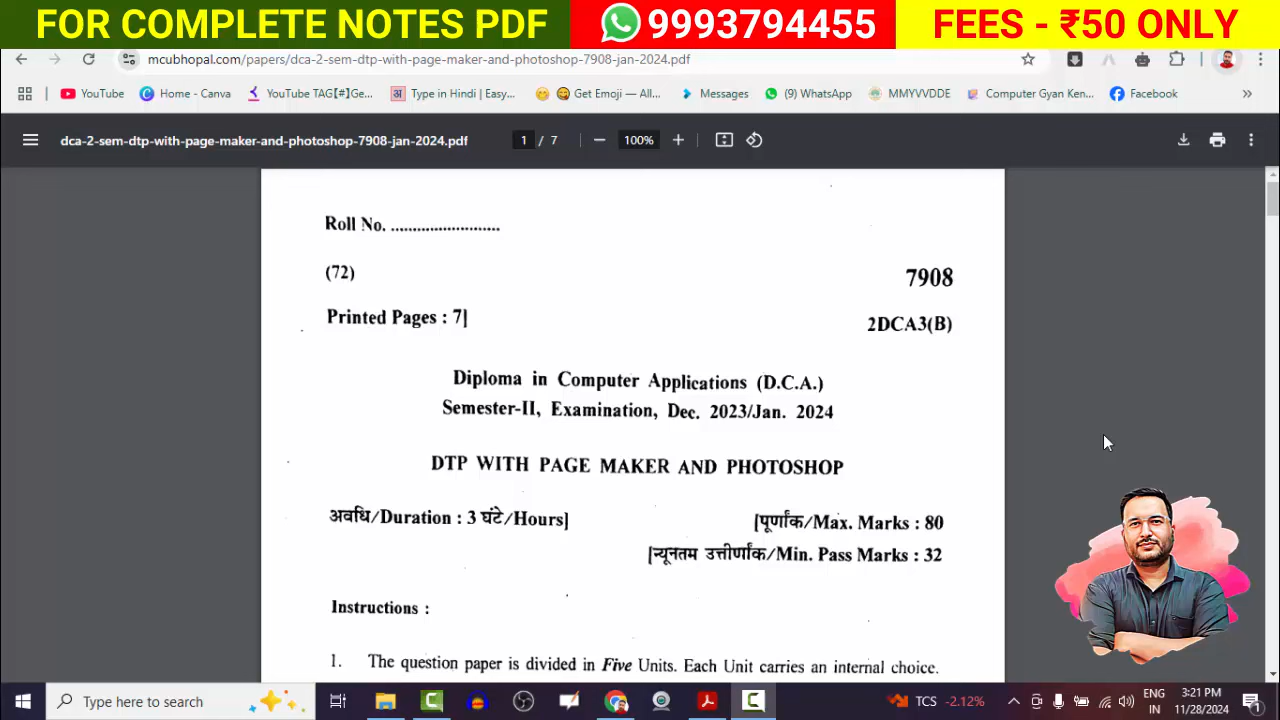 FOR COMPLETE NOTES PDF 9993794455 FEES - ₹50 ONLY
mcubhopal.com/papers/dca-2-sem-dtp-with-page-maker-and-photoshop-7908-jan-2024.pdf
YouTube Home - Canva YouTube TAG【#】Ge... Type in Hindi | Easy... Get Emoji — All... Messages (9) WhatsApp MMYVVDDE Computer Gyan Ken... Facebook
dca-2-sem-dtp-with-page-maker-and-photoshop-7908-jan-2024.pdf 1 / 7 100%
Roll No. .........................
(72) 7908
Printed Pages : 7] 2DCA3(B)
Diploma in Computer Applications (D.C.A.)
Semester-II, Examination, Dec. 2023/Jan. 2024
DTP WITH PAGE MAKER AND PHOTOSHOP
अवधि/Duration : 3 घंटे/Hours] [पूर्णांक/Max. Marks : 80
[न्यूनतम उत्तीर्णांक/Min. Pass Marks : 32
Instructions :
1. The question paper is divided in Five Units. Each Unit carries an internal choice.
Type here to search TCS -2.12% ENG 3:21 PM
IN 11/28/2024 1